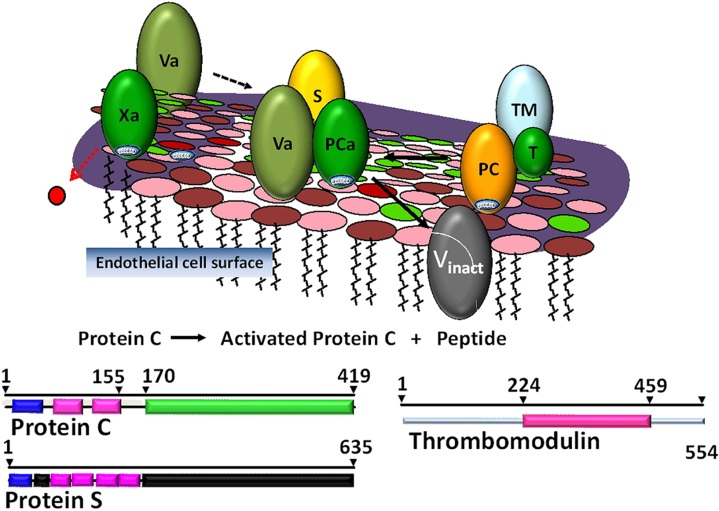 Va
Xa
S
Va
PCa
TM
T
PC
Vinact
Endothelial cell surface
Protein C → Activated Protein C + Peptide
1 155 170 419
Protein C
1 635
Protein S
1 224 459
Thrombomodulin 554